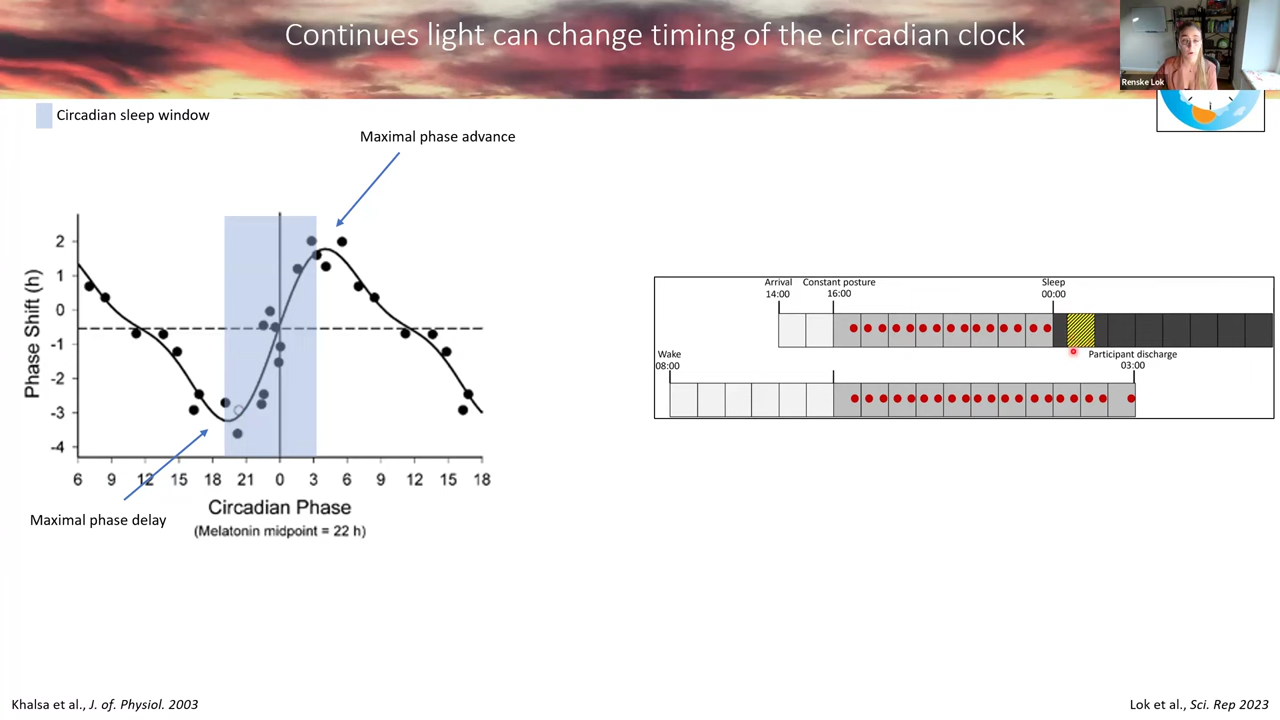 Continues light can change timing of the circadian clock
Renske Lok
Circadian sleep window
Maximal phase advance
Phase Shift (h)
2
1
0
-1
-2
-3
-4
6 9 12 15 18 21 0 3 6 9 12 15 18
Circadian Phase
(Melatonin midpoint = 22 h)
Maximal phase delay
Arrival
14:00
Constant posture
16:00
Sleep
00:00
Wake
08:00
Participant discharge
03:00
Khalsa et al., J. of. Physiol. 2003
Lok et al., Sci. Rep 2023